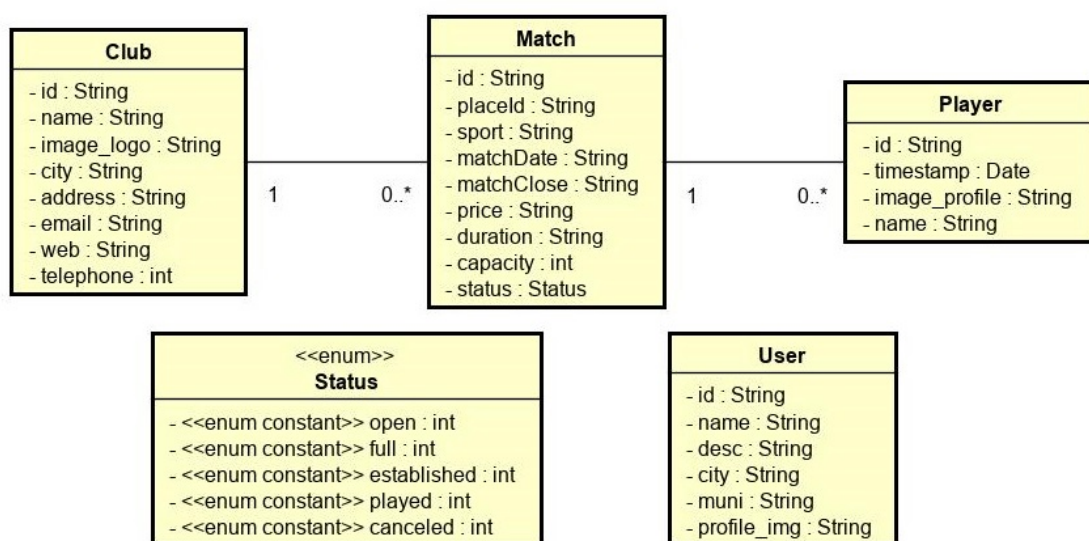 Club
- id : String
- name : String
- image_logo : String
- city : String
- address : String
- email : String
- web : String
- telephone : int
1
0..*
Match
- id : String
- placeId : String
- sport : String
- matchDate : String
- matchClose : String
- price : String
- duration : String
- capacity : int
- status : Status
1
0..*
Player
- id : String
- timestamp : Date
- image_profile : String
- name : String
<<enum>>
Status
- <<enum constant>> open : int
- <<enum constant>> full : int
- <<enum constant>> established : int
- <<enum constant>> played : int
- <<enum constant>> canceled : int
User
- id : String
- name : String
- desc : String
- city : String
- muni : String
- profile_img : String